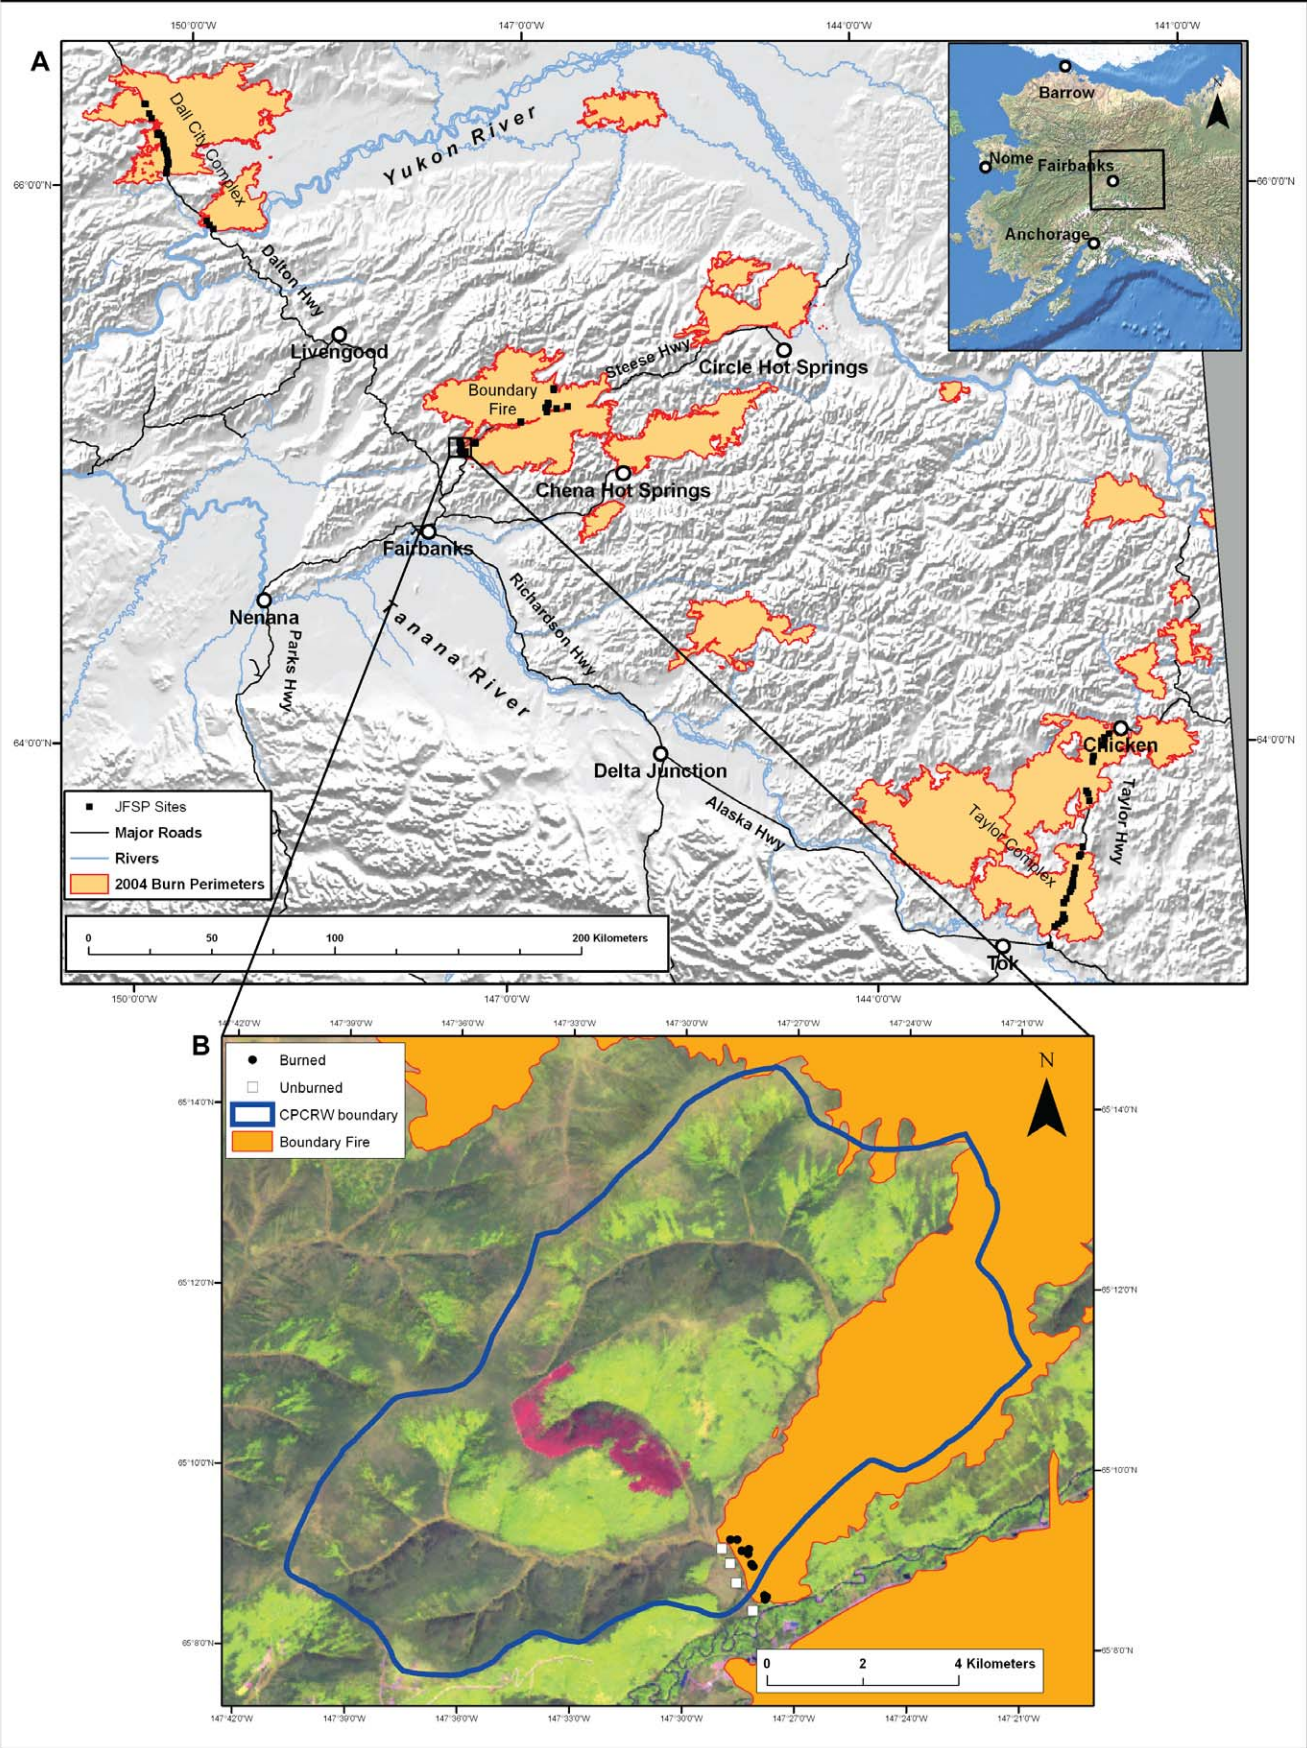 150°0'0"W 147°0'0"W 144°0'0"W 141°0'0"W
A
Barrow
N
Nome
Fairbanks
Anchorage
66°0'0"N
66°0'0"N
Dall City Complex
Yukon River
Dalton Hwy
Livengood
Steese Hwy
Circle Hot Springs
Boundary
Fire
Chena Hot Springs
Fairbanks
Nenana
Richardson Hwy
Tanana River
Parks Hwy
64°0'0"N
64°0'0"N
Chicken
Delta Junction
Alaska Hwy
Taylor Hwy
Taylor Complex
Tok
JFSP Sites
Major Roads
Rivers
2004 Burn Perimeters
0 50 100 200 Kilometers
150°0'0"W 147°0'0"W 144°0'0"W
147°42'0"W 147°39'0"W 147°36'0"W 147°33'0"W 147°30'0"W 147°27'0"W 147°24'0"W 147°21'0"W
B
Burned
Unburned
CPCRW boundary
Boundary Fire
N
65°14'0"N
65°14'0"N
65°12'0"N
65°12'0"N
65°10'0"N
65°10'0"N
65°8'0"N
65°8'0"N
0 2 4 Kilometers
147°42'0"W 147°39'0"W 147°36'0"W 147°33'0"W 147°30'0"W 147°27'0"W 147°24'0"W 147°21'0"W